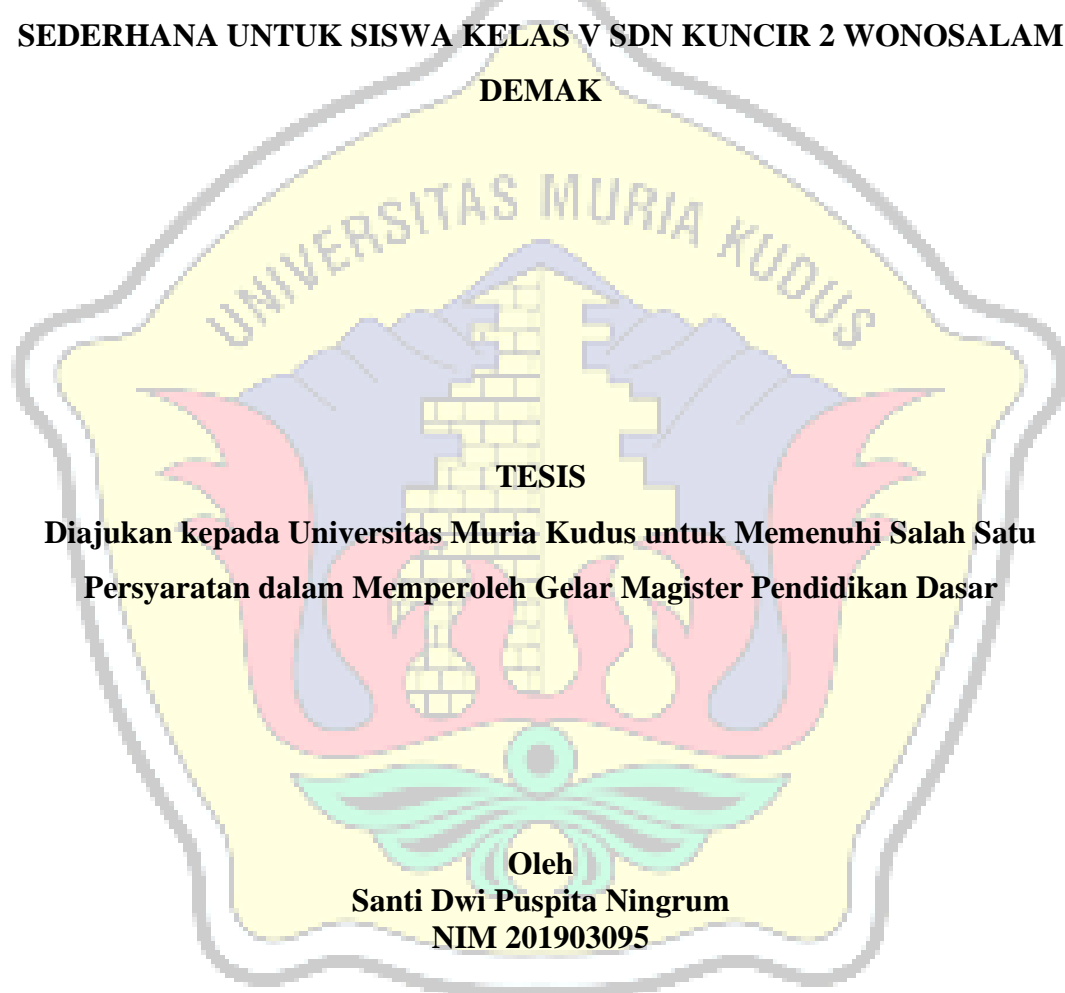 SEDERHANA UNTUK SISWA KELAS V SDN KUNCIR 2 WONOSALAM
DEMAK
UNIVERSITAS MURIA KUDUS
TESIS
Diajukan kepada Universitas Muria Kudus untuk Memenuhi Salah Satu
Persyaratan dalam Memperoleh Gelar Magister Pendidikan Dasar
Oleh
Santi Dwi Puspita Ningrum
NIM 201903095